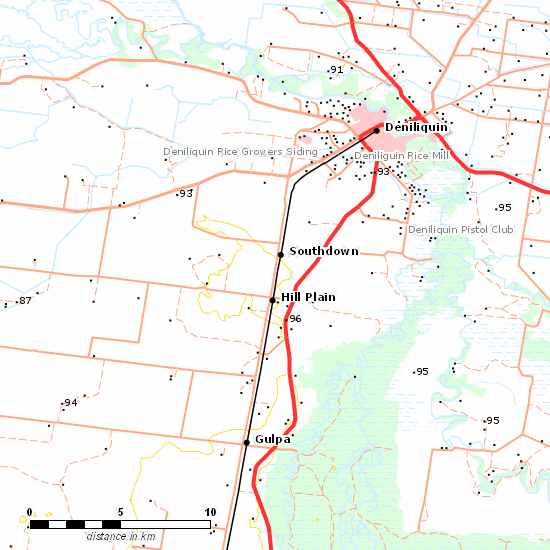 91
Deniliquin
Deniliquin Rice Growers Siding
Deniliquin Rice Mill
93
93
95
Deniliquin Pistol Club
Southdown
Hill Plain
87
96
95
94
95
Gulpa
0 5 10
distance in km